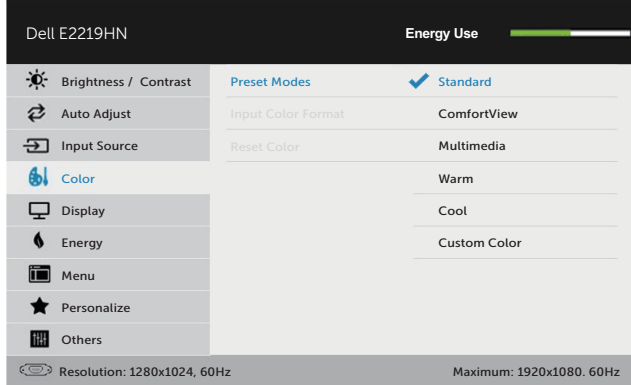 Dell E2219HN
Energy Use
Brightness / Contrast
Preset Modes
Standard
Auto Adjust
Input Color Format
ComfortView
Input Source
Reset Color
Multimedia
Color
Warm
Display
Cool
Energy
Custom Color
Menu
Personalize
Others
Resolution: 1280x1024, 60Hz
Maximum: 1920x1080. 60Hz